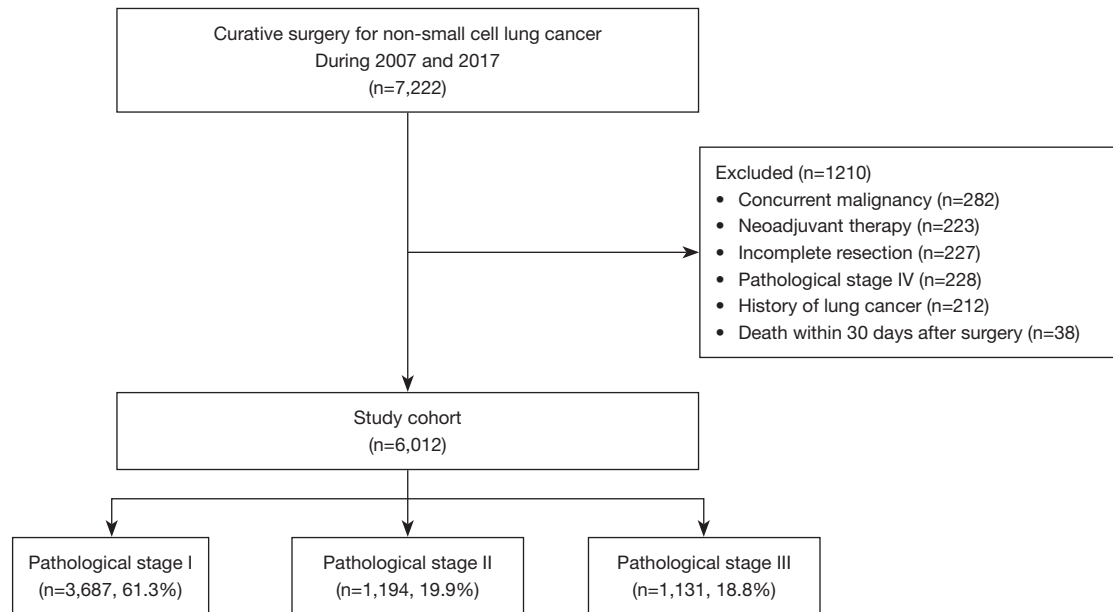 Curative surgery for non-small cell lung cancer
During 2007 and 2017
(n=7,222)
Excluded (n=1210)
• Concurrent malignancy (n=282)
• Neoadjuvant therapy (n=223)
• Incomplete resection (n=227)
• Pathological stage IV (n=228)
• History of lung cancer (n=212)
• Death within 30 days after surgery (n=38)
Study cohort
(n=6,012)
Pathological stage I
(n=3,687, 61.3%)
Pathological stage II
(n=1,194, 19.9%)
Pathological stage III
(n=1,131, 18.8%)